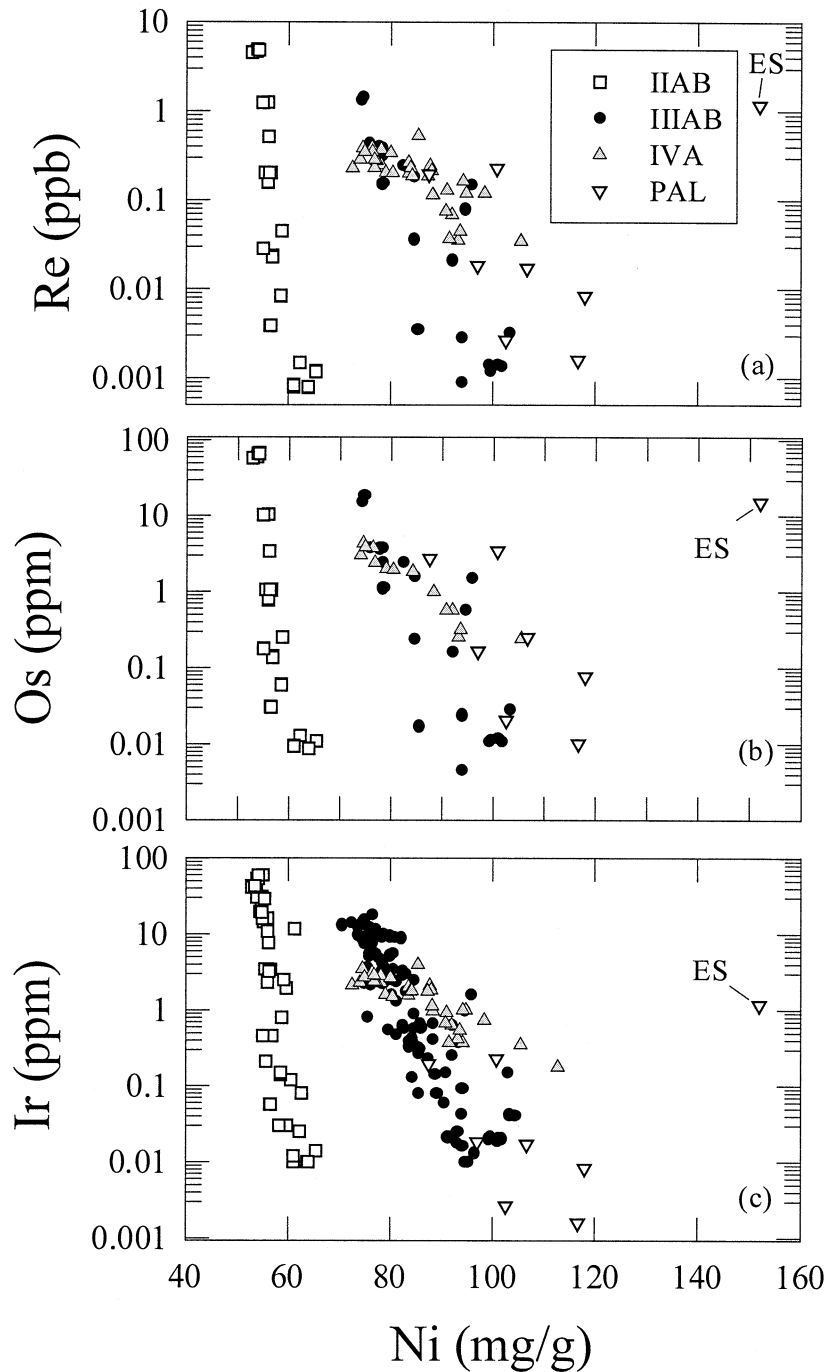 10
1
0.1
0.01
0.001
Re (ppb)
IIAB
IIIAB
IVA
PAL
ES
(a)
100
10
1
0.1
0.01
0.001
Os (ppm)
ES
(b)
100
10
1
0.1
0.01
0.001
Ir (ppm)
ES
(c)
40 60 80 100 120 140 160
Ni (mg/g)